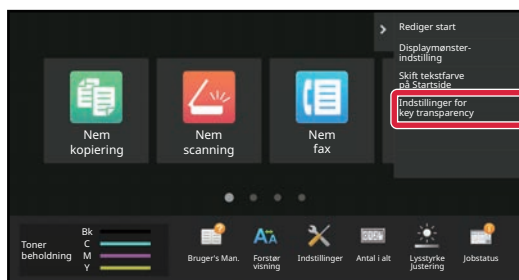 Rediger start
Displaymønster-
indstilling
Skift tekstfarve
på Startside
Indstillinger for
key transparency
Nem
kopiering
Nem
scanning
Nem
fax
Toner
beholdning
Bk
C
M
Y
Bruger's Man.
Forstør
visning
Indstillinger
Antal i alt
Lysstyrke
Justering
Jobstatus